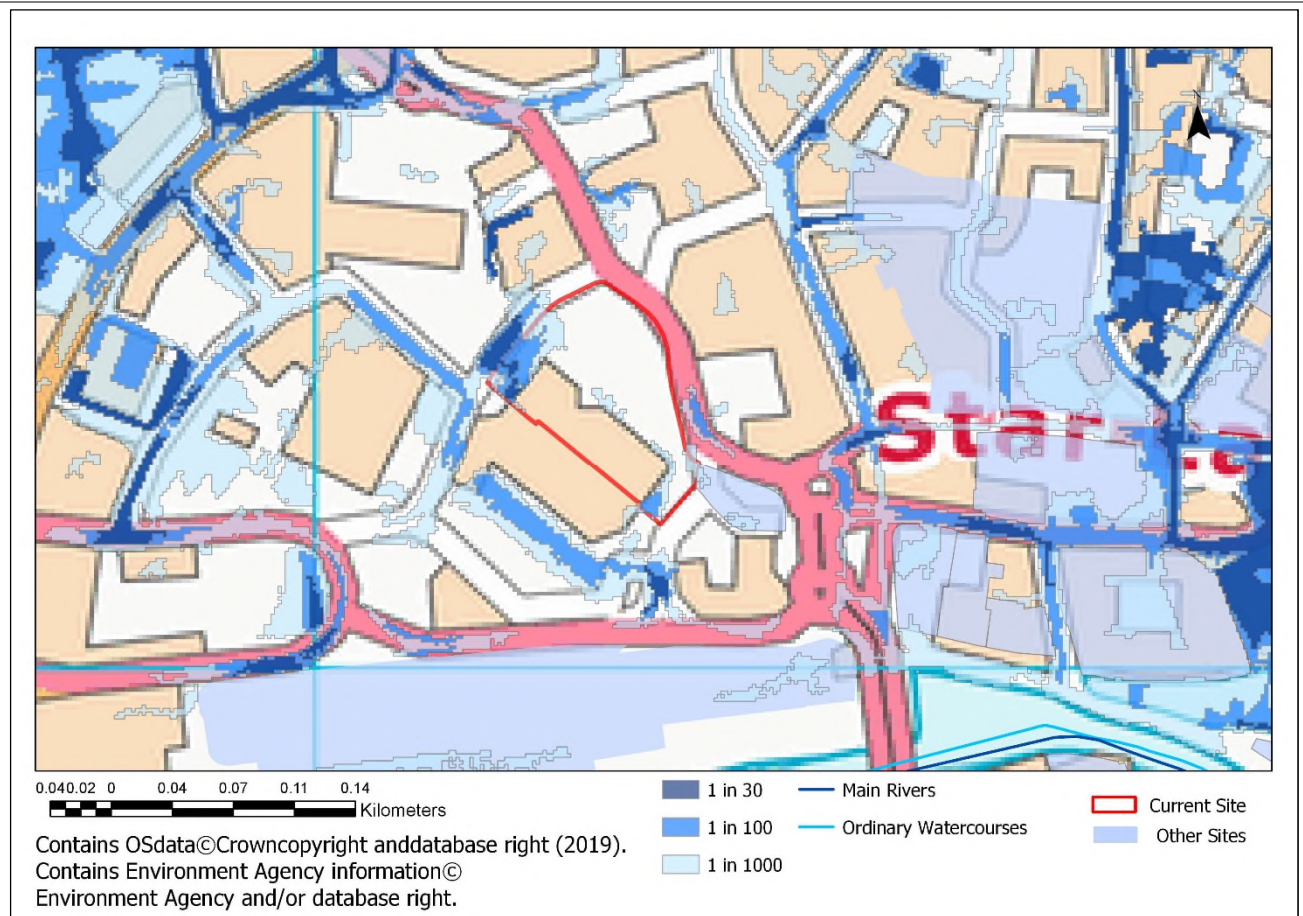 Star
0.040.02 0 0.04 0.07 0.11 0.14
Kilometers
Contains OSdata©Crowncopyright anddatabase right (2019).
Contains Environment Agency information©
Environment Agency and/or database right.
1 in 30
1 in 100
1 in 1000
Main Rivers
Ordinary Watercourses
Current Site
Other Sites